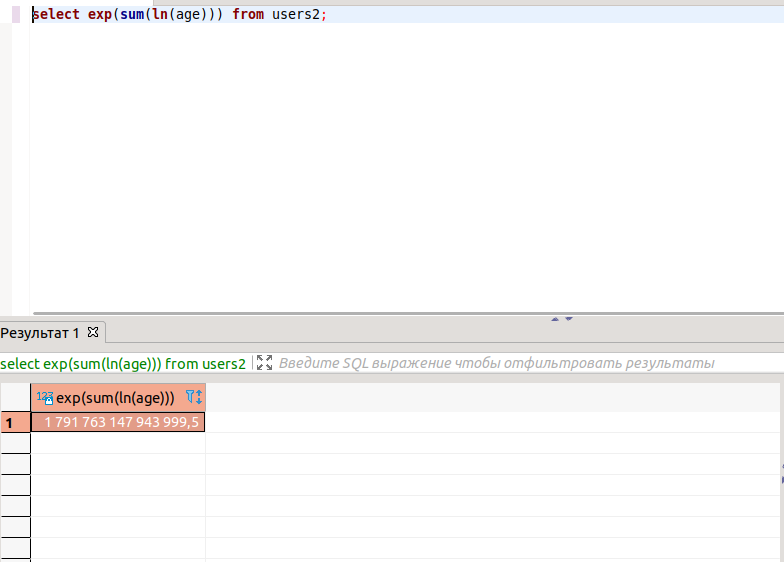 select exp(sum(ln(age))) from users2;
Результат 1
select exp(sum(ln(age))) from users2 Введите SQL выражение чтобы отфильтровать результаты
123 exp(sum(ln(age)))
1 1 791 763 147 943 999,5